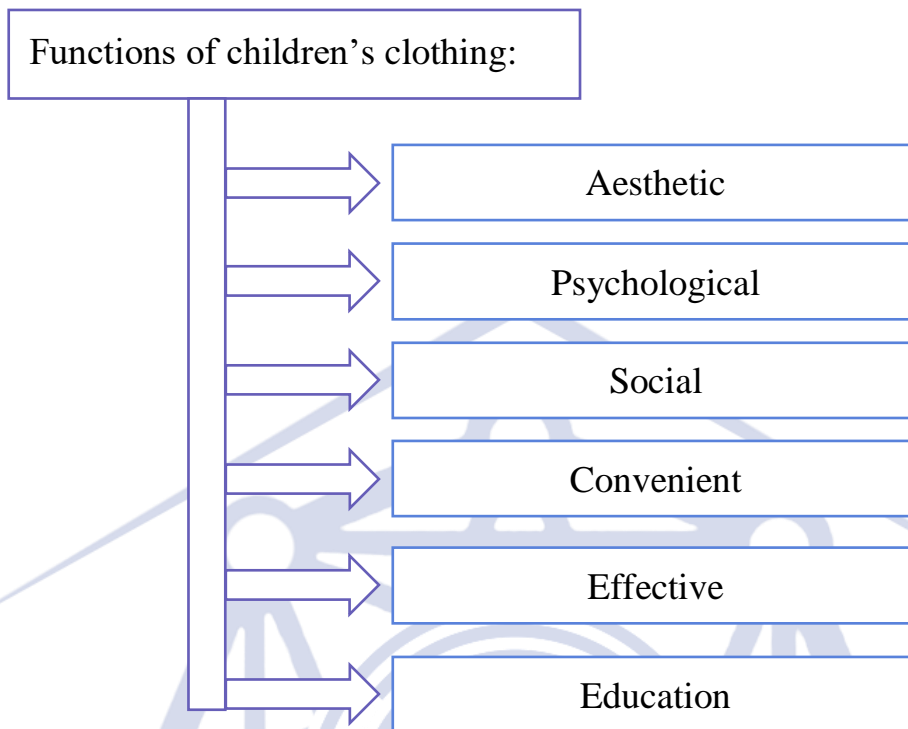 Functions of children’s clothing:
Aesthetic
Psychological
Social
Convenient
Effective
Education